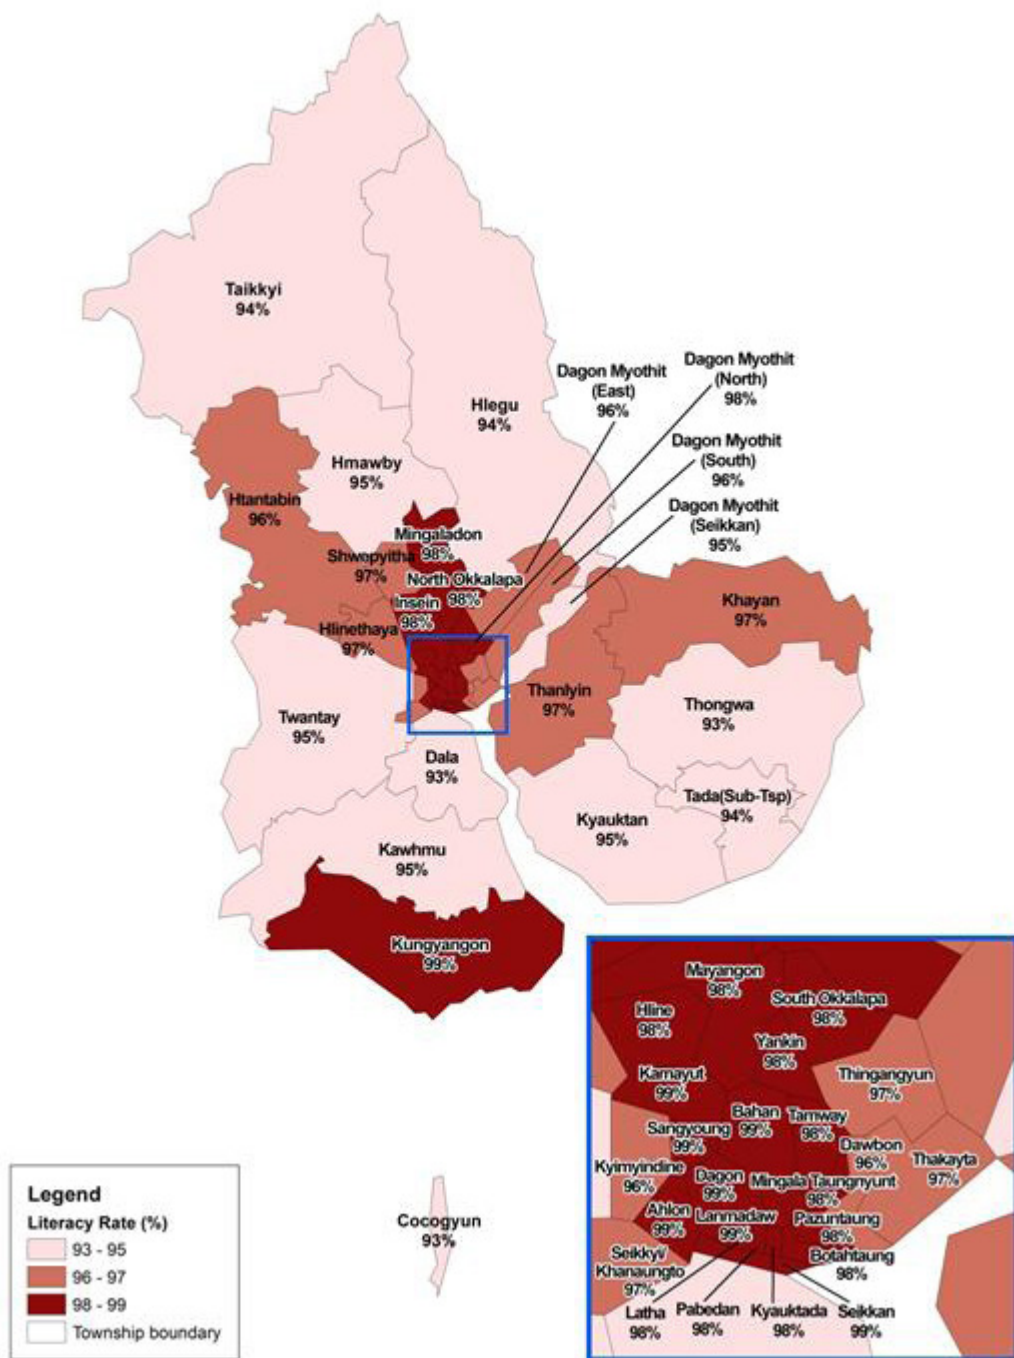 Taikkyi
94%
Hlegu
94%
Dagon Myothit
(East)
96%
Dagon Myothit
(North)
98%
Dagon Myothit
(South)
96%
Dagon Myothit
(Seikkan)
95%
Hmawby
95%
Htantabin
96%
Mingaladon
98%
Shwepyitha
97%
North Okkalapa
98%
Insein
98%
Hlinethaya
97%
Khayan
97%
Thanlyin
97%
Thongwa
93%
Twantay
95%
Dala
93%
Tada(Sub-Tsp)
94%
Kyauktan
95%
Kawhmu
95%
Kungyangon
99%
Cocogyun
93%
Mayangon
98%
South Okkalapa
98%
Hline
98%
Yankin
98%
Kamayut
99%
Thingangyun
97%
Bahan
99%
Tamway
98%
Sangyoung
99%
Dawbon
96%
Thakayta
97%
Kyimyindine
96%
Dagon
99%
Mingala Taungnyunt
98%
Ahlon
99%
Lanmadaw
99%
Pazuntaung
98%
Botahtaung
98%
Seikkyi/
Khanaungto
97%
Latha
98%
Pabedan
98%
Kyauktada
98%
Seikkan
99%
Legend
Literacy Rate (%)
93 - 95
96 - 97
98 - 99
Township boundary